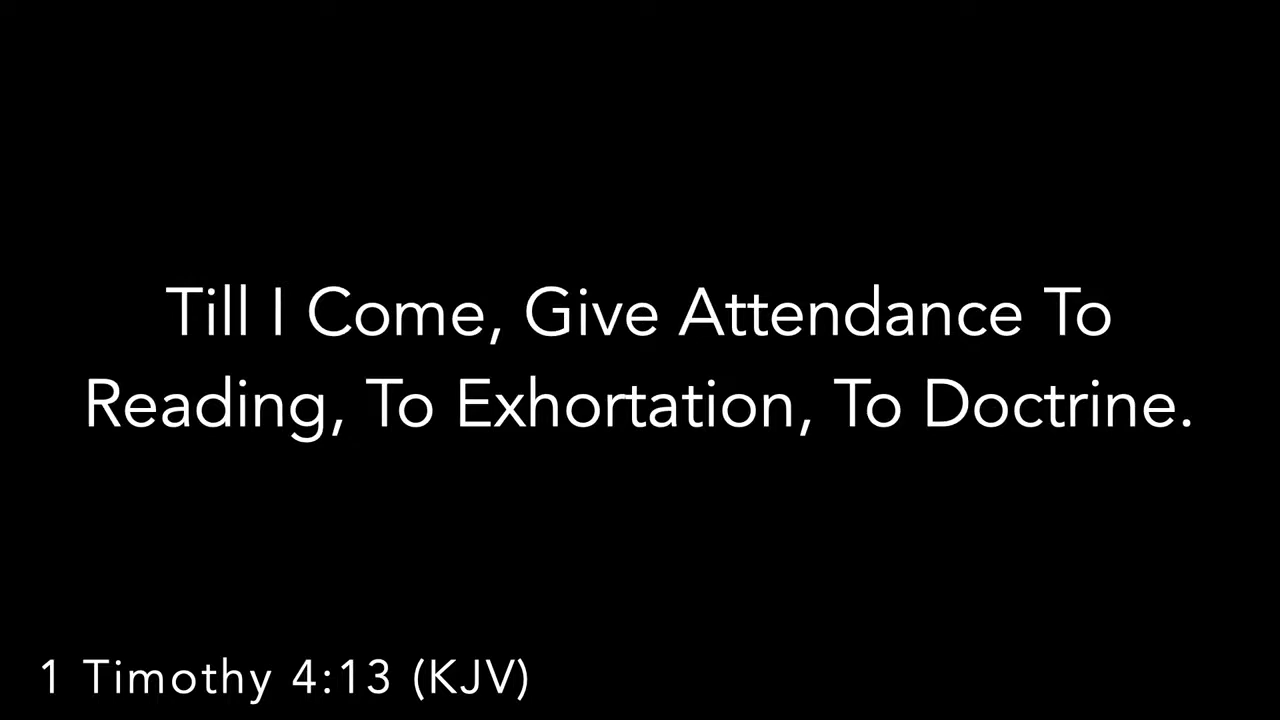 Till I Come, Give Attendance To
Reading, To Exhortation, To Doctrine.
1 Timothy 4:13 (KJV)